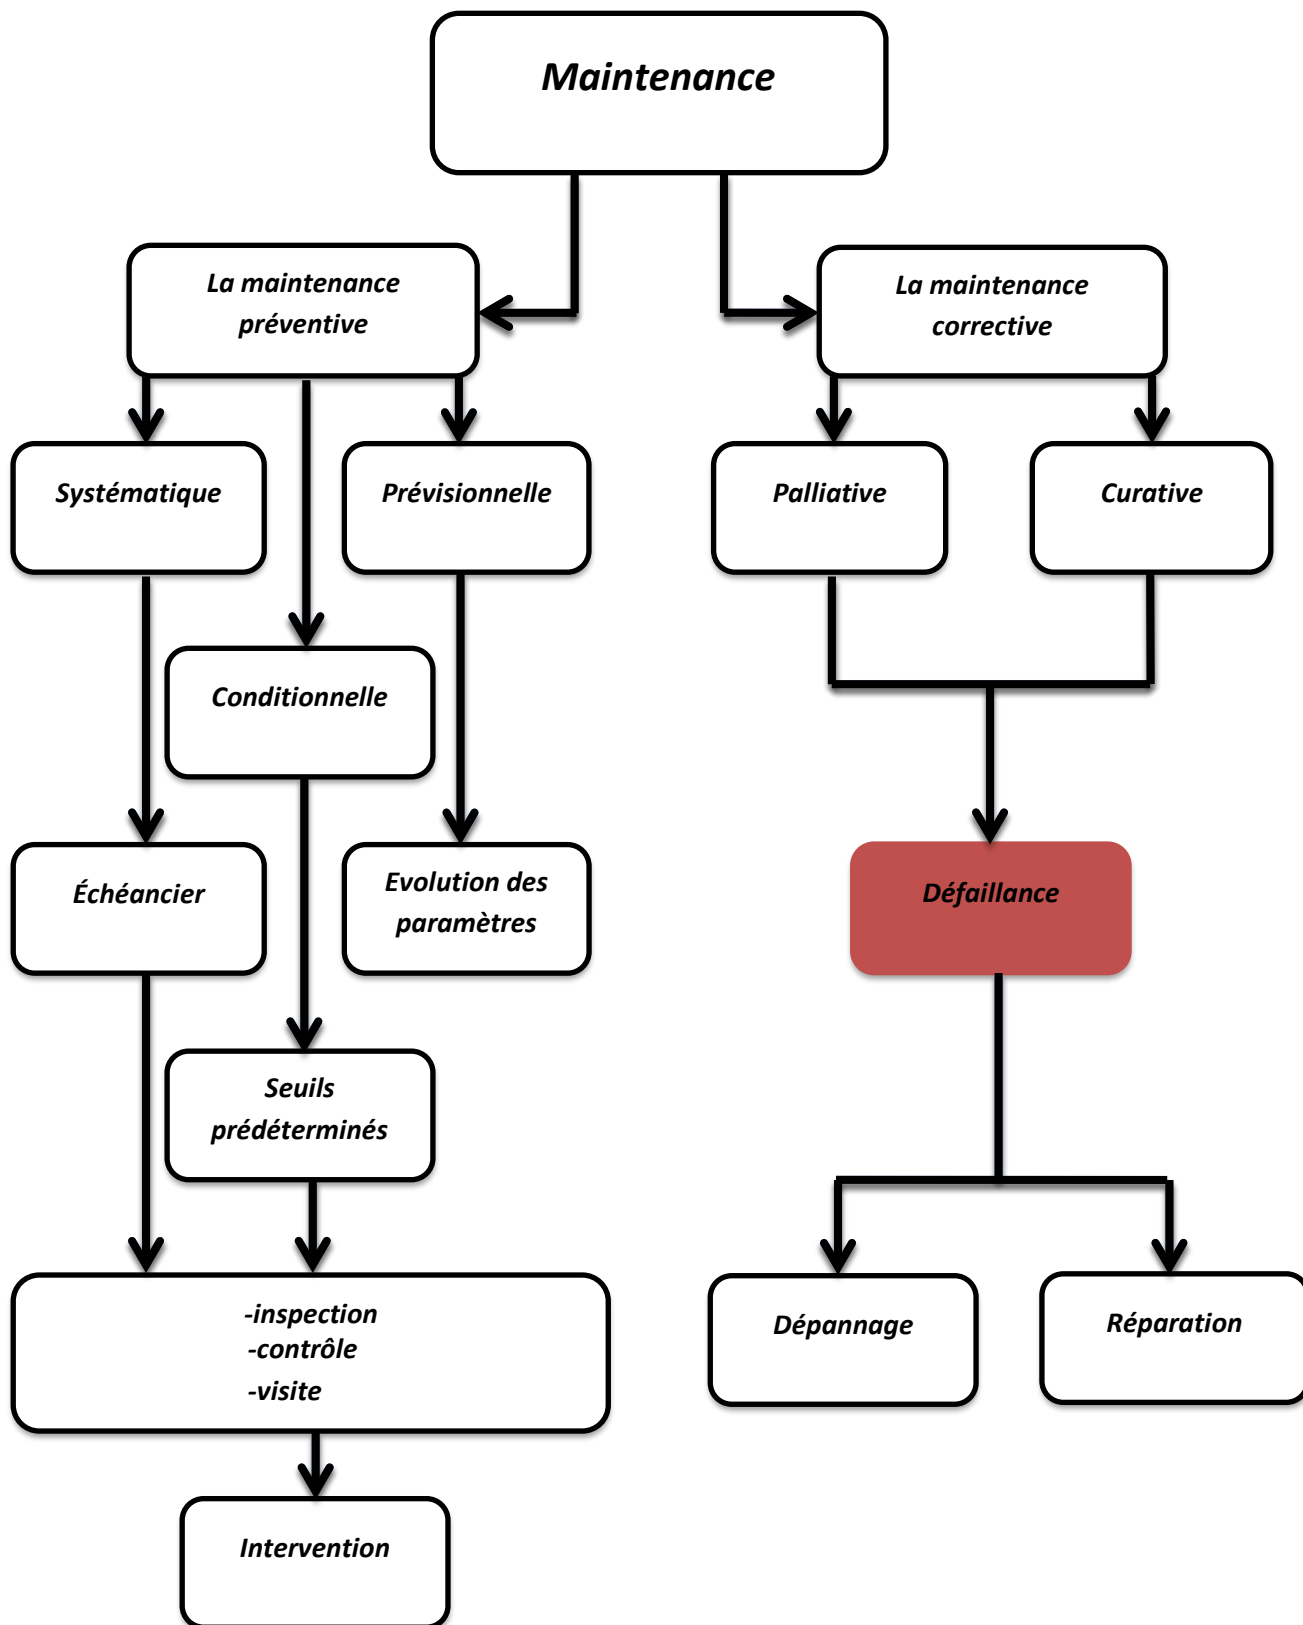 Maintenance
La maintenance
préventive
La maintenance
corrective
Systématique
Prévisionnelle
Palliative
Curative
Conditionnelle
Échéancier
Evolution des
paramètres
Défaillance
Seuils
prédéterminés
-inspection
-contrôle
-visite
Dépannage
Réparation
Intervention